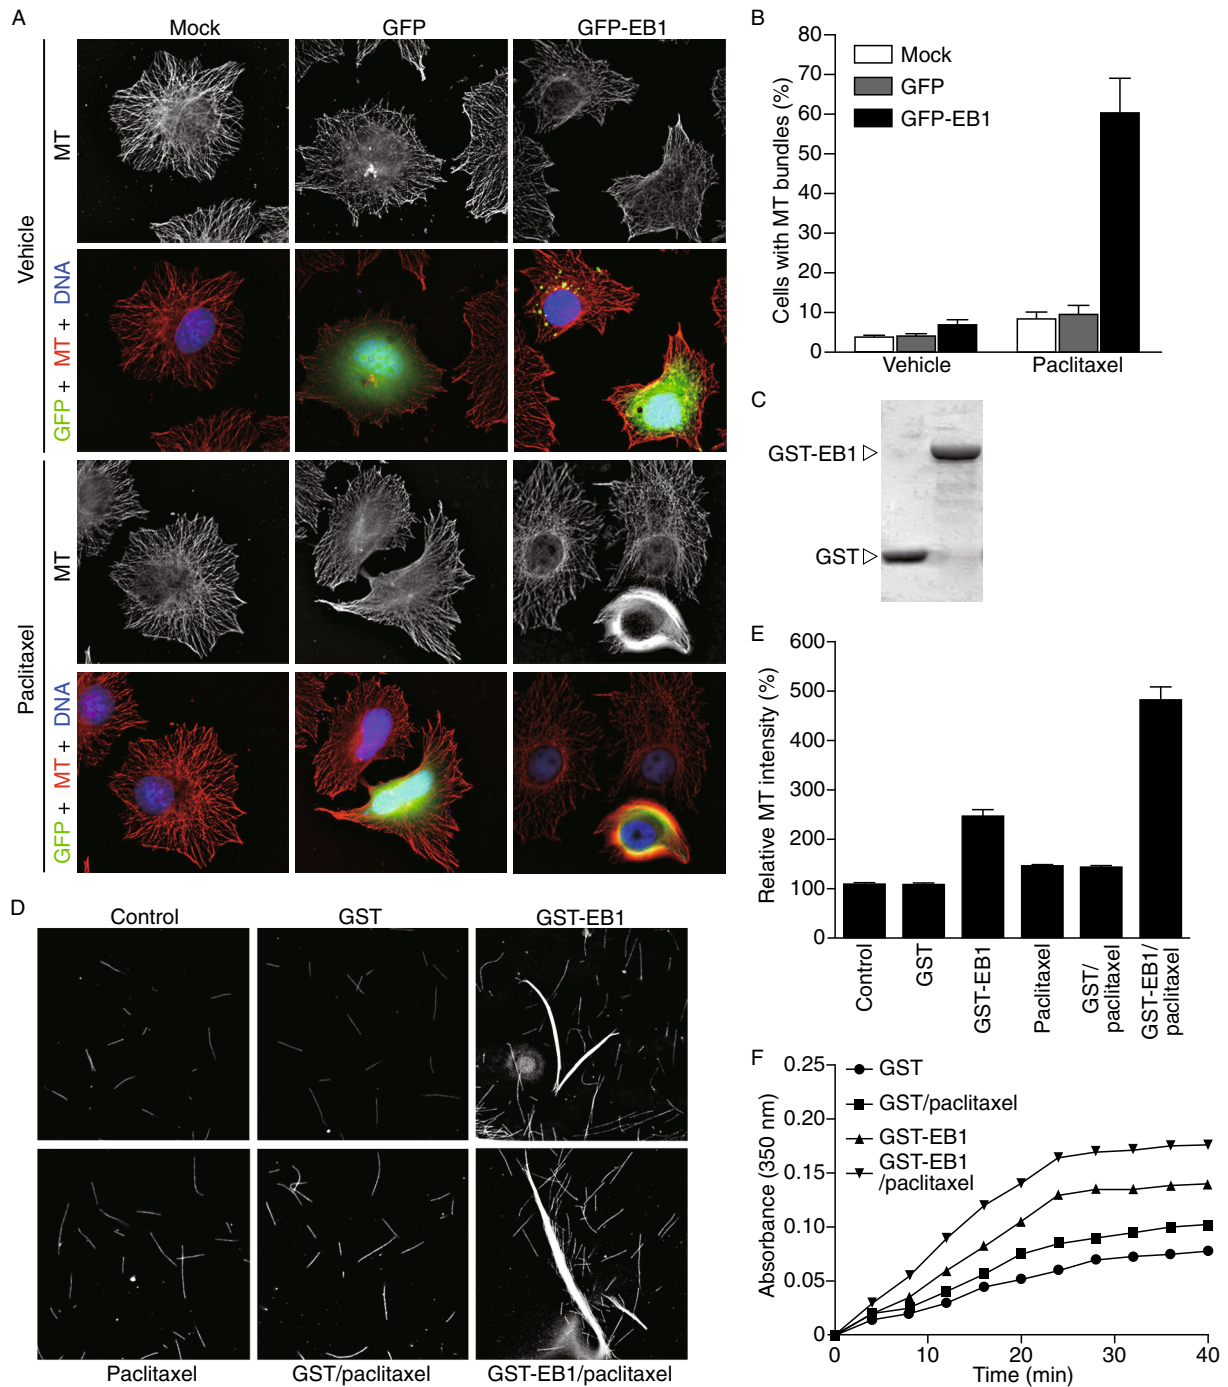 A
Mock
GFP
GFP-EB1
Vehicle
MT
GFP + MT + DNA
Paclitaxel
MT
GFP + MT + DNA
B
Cells with MT bundles (%)
80
70
60
50
40
30
20
10
0
Mock
GFP
GFP-EB1
Vehicle
Paclitaxel
C
GST-EB1
GST
D
Control
GST
GST-EB1
Paclitaxel
GST/paclitaxel
GST-EB1/paclitaxel
E
Relative MT intensity (%)
600
500
400
300
200
100
0
Control
GST
GST-EB1
Paclitaxel
GST/
paclitaxel
GST-EB1/
paclitaxel
F
Absorbance (350 nm)
0.25
0.20
0.15
0.10
0.05
0
GST
GST/paclitaxel
GST-EB1
GST-EB1
/paclitaxel
0
10
20
30
40
Time (min)